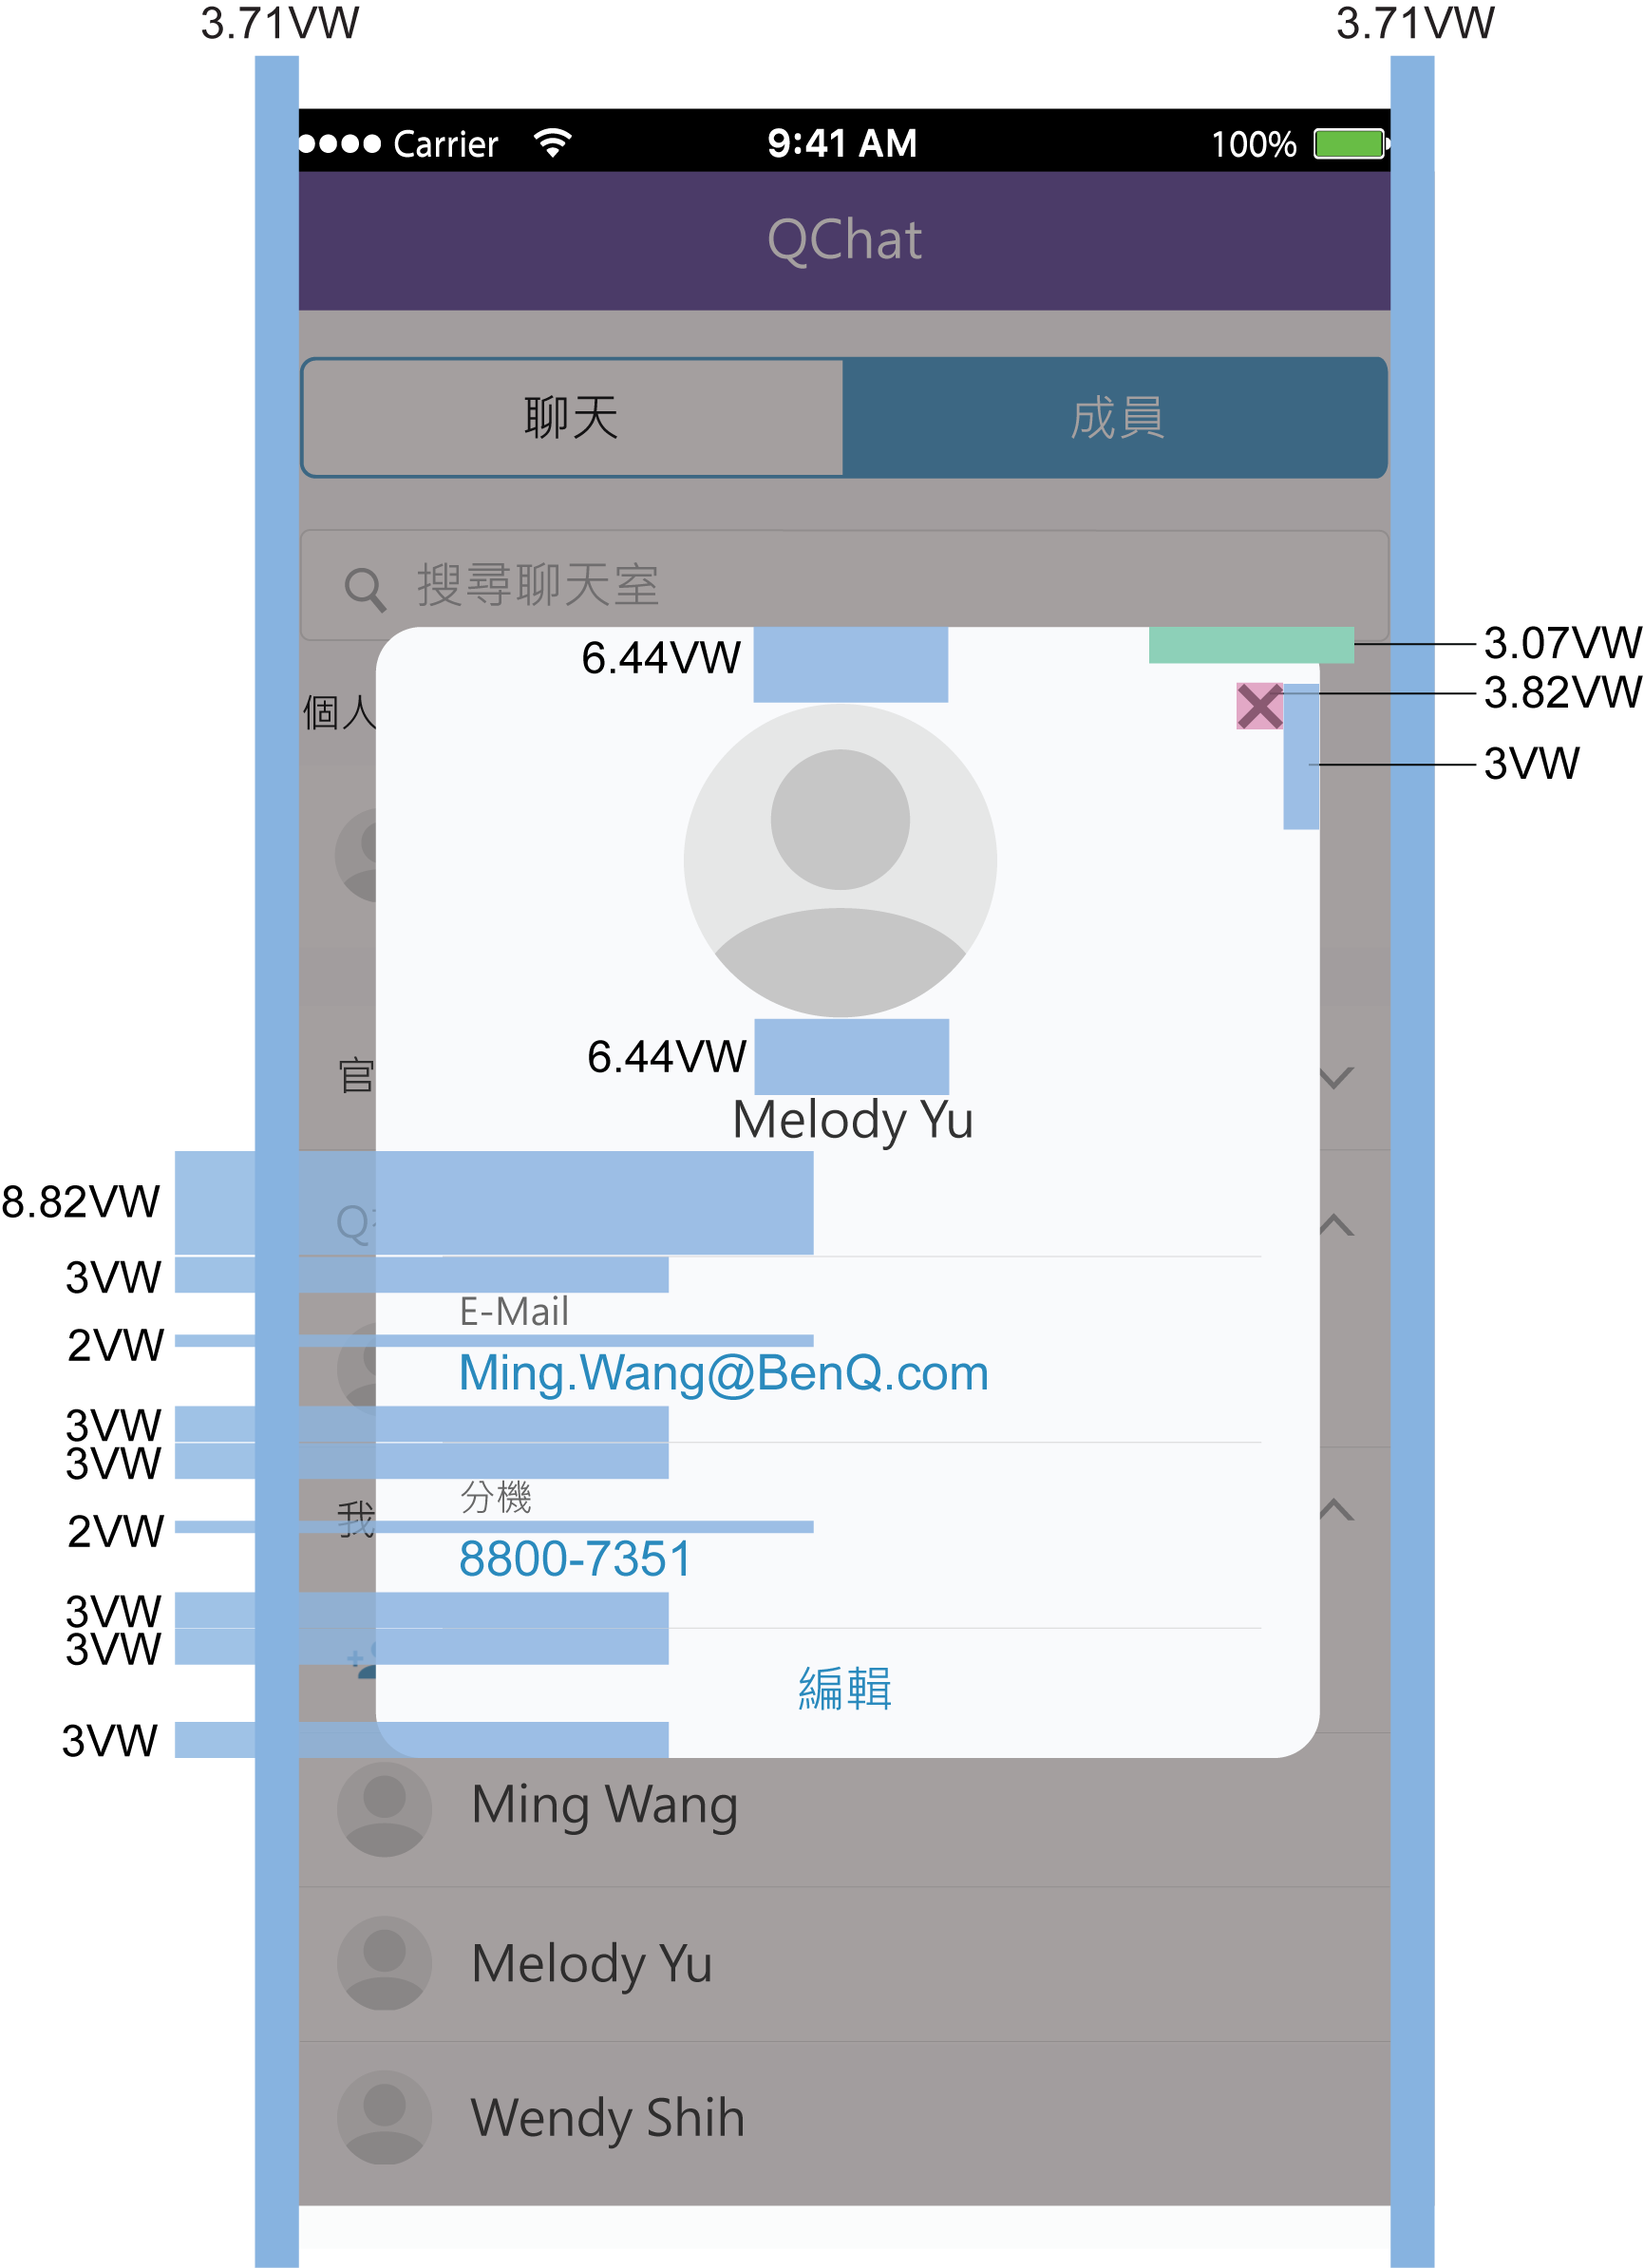 3.71VW 3.71VW
Carrier 9:41 AM 100%
QChat
聊天 成員
搜尋聊天室
6.44VW 3.07VW
3.82VW
個人
3VW
6.44VW
官
Melody Yu
8.82VW
Q
3VW
E-Mail
2VW
Ming.Wang@BenQ.com
3VW
3VW
分機
我
2VW
8800-7351
3VW
3VW
編輯
3VW
Ming Wang
Melody Yu
Wendy Shih